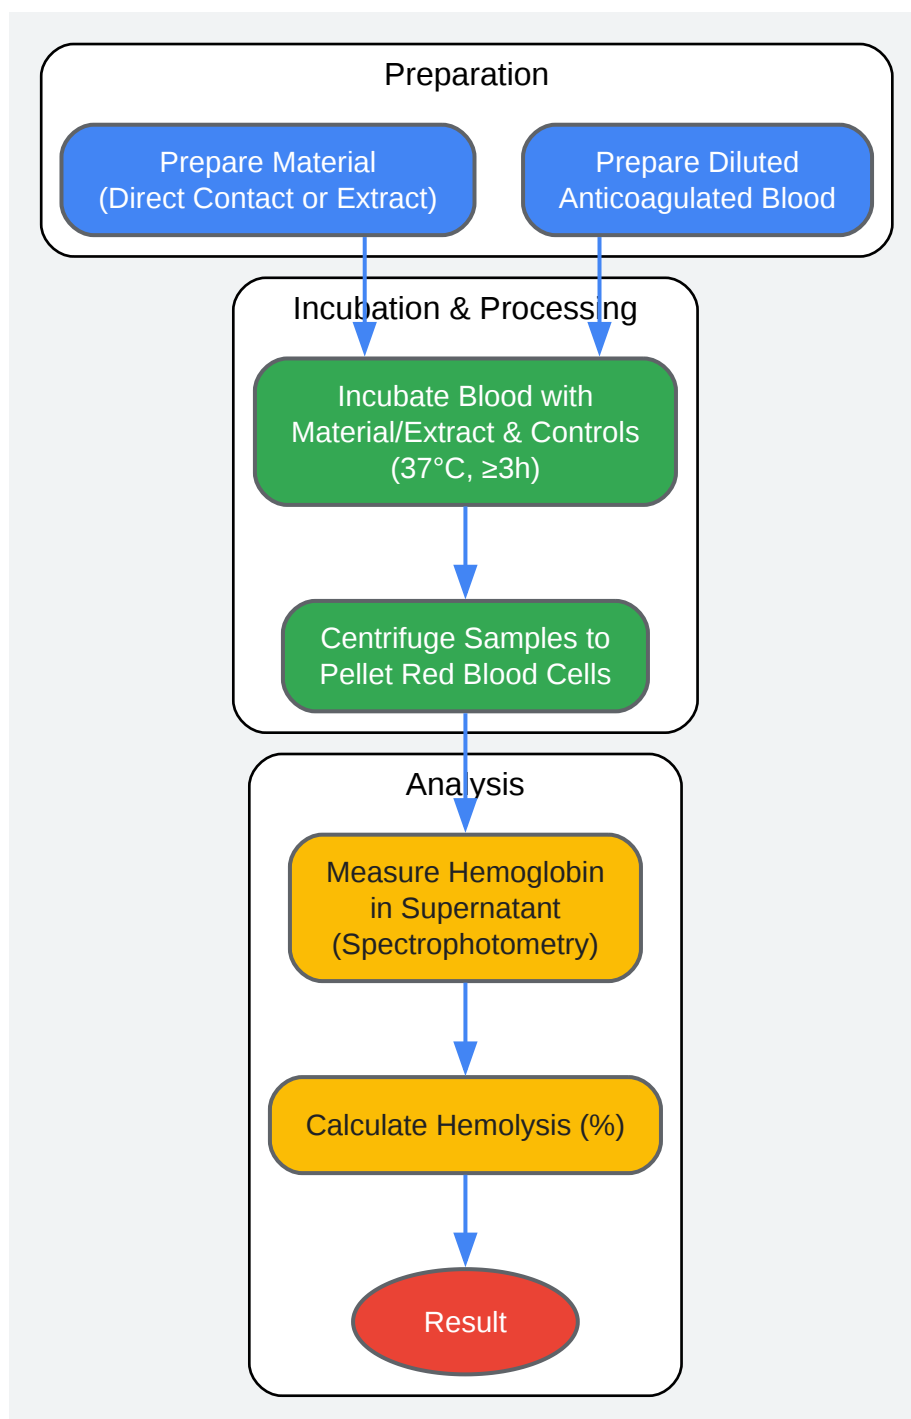 Preparation
Prepare Material
(Direct Contact or Extract)
Prepare Diluted
Anticoagulated Blood
Incubation & Processing
Incubate Blood with
Material/Extract & Controls
(37°C, ≥3h)
Centrifuge Samples to
Pellet Red Blood Cells
Analysis
Measure Hemoglobin
in Supernatant
(Spectrophotometry)
Calculate Hemolysis (%)
Result